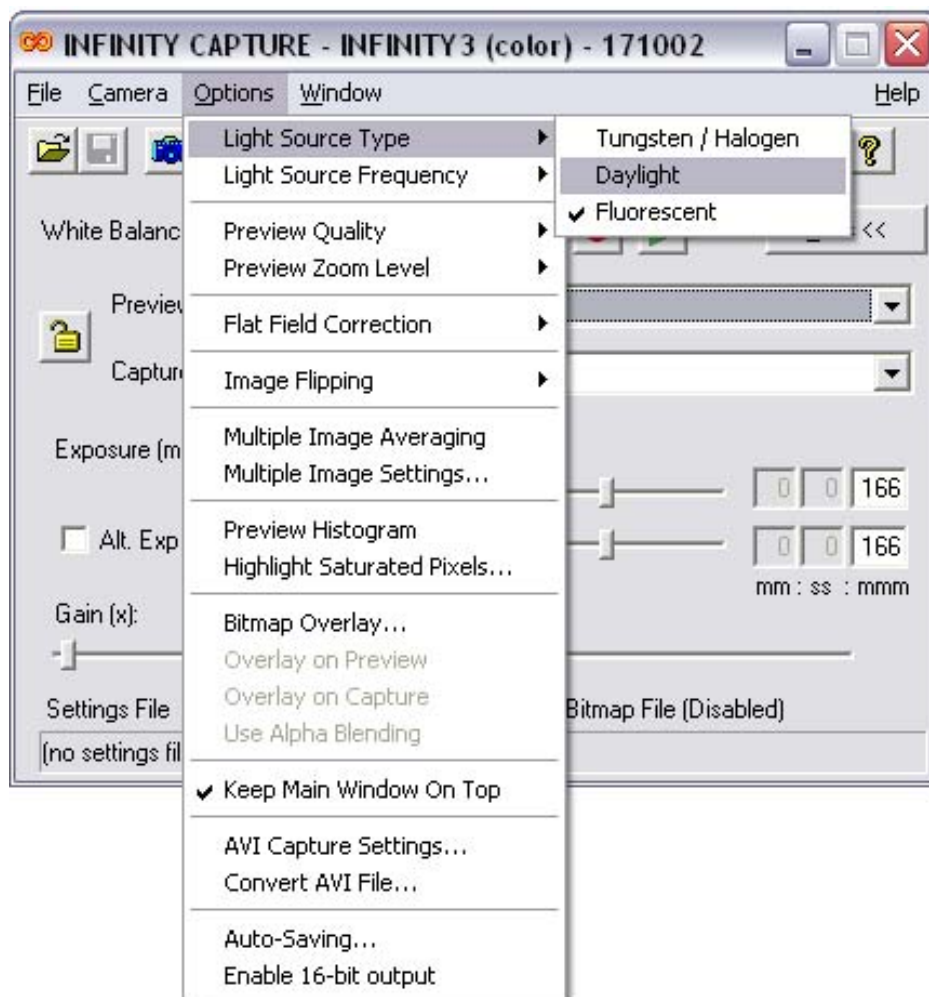 INFINITY CAPTURE - INFINITY3 (color) - 171002
File Camera Options Window Help
Light Source Type
Light Source Frequency
Preview Quality
Preview Zoom Level
Flat Field Correction
Image Flipping
Multiple Image Averaging
Multiple Image Settings...
Preview Histogram
Highlight Saturated Pixels...
Bitmap Overlay...
Overlay on Preview
Overlay on Capture
Use Alpha Blending
Keep Main Window On Top
AVI Capture Settings...
Convert AVI File...
Auto-Saving...
Enable 16-bit output
Tungsten / Halogen
Daylight
Fluorescent
White Balanc
<<
Preview
Capture
Exposure (m
0 0 166
Alt. Exp
0 0 166
mm : ss : mmm
Gain (x):
Settings File
Bitmap File (Disabled)
(no settings fil